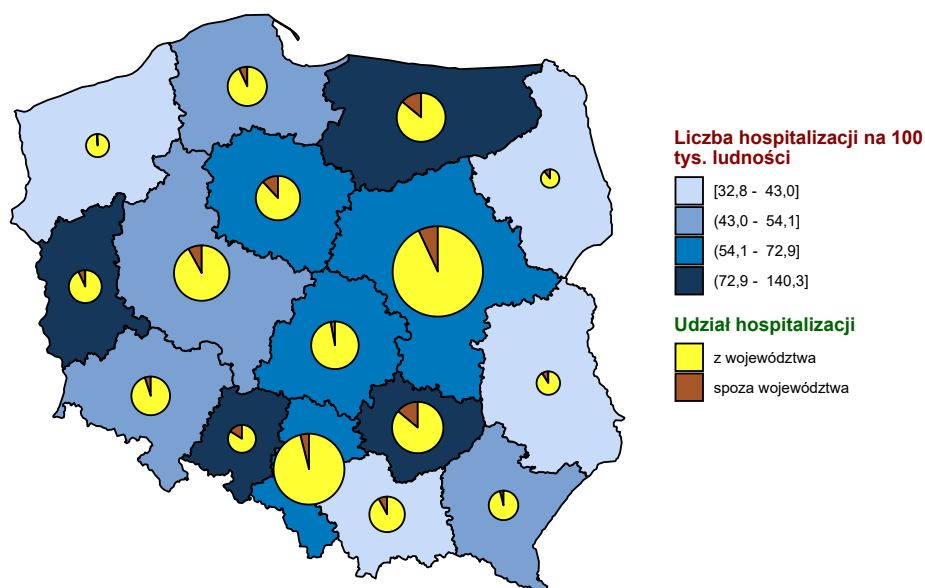 Liczba hospitalizacji na 100
tys. ludności
[32,8 - 43,0]
(43,0 - 54,1]
(54,1 - 72,9]
(72,9 - 140,3]
Udział hospitalizacji
z województwa
spoza województwa